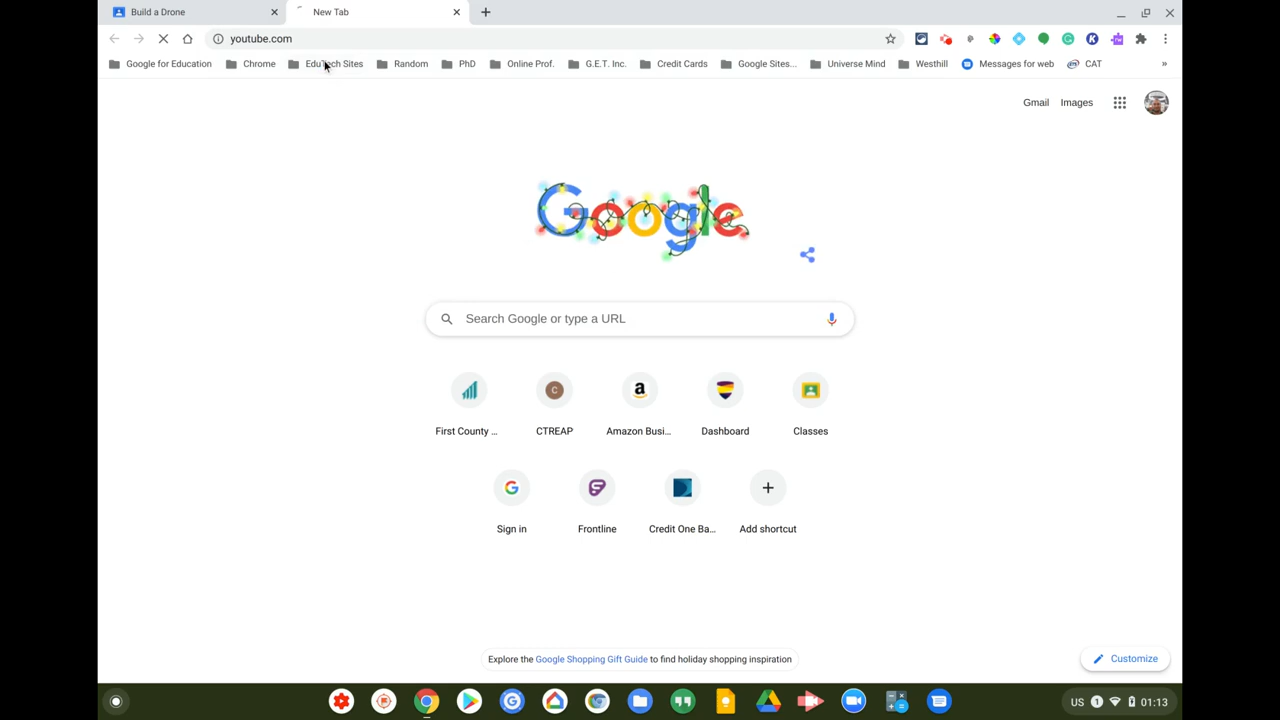 Build a Drone
New Tab
youtube.com
Google for Education
Chrome
EduTech Sites
Random
PhD
Online Prof.
G.E.T. Inc.
Credit Cards
Google Sites...
Universe Mind
Westhill
Messages for web
CAT
»
Gmail
Images
Google
Search Google or type a URL
First County ...
C
CTREAP
a
Amazon Busi...
Dashboard
Classes
G
Sign in
Frontline
Credit One Ba...
Add shortcut
Explore the Google Shopping Gift Guide to find holiday shopping inspiration
Customize
US
1
01:13